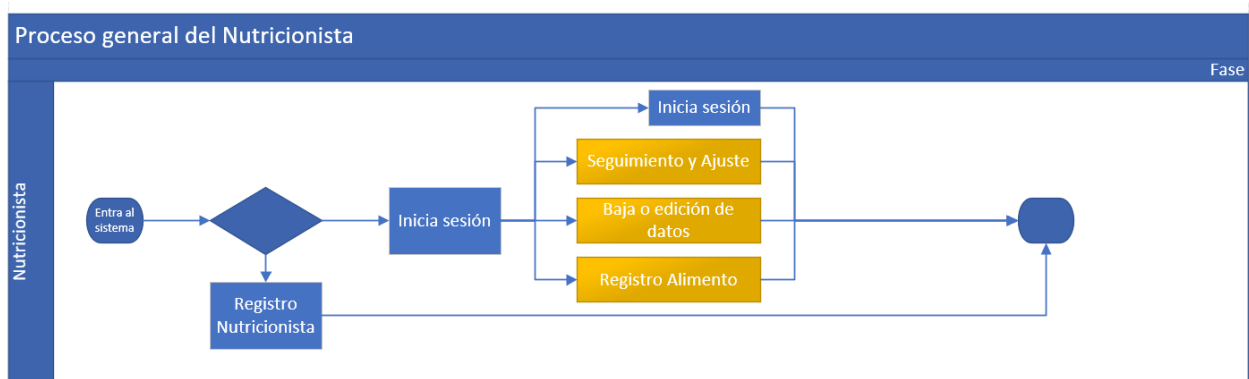 Proceso general del Nutricionista
Fase
Nutricionista
Inicia sesión
Seguimiento y Ajuste
Entra al
sistema
Inicia sesión
Baja o edición de
datos
Registro Alimento
Registro
Nutricionista